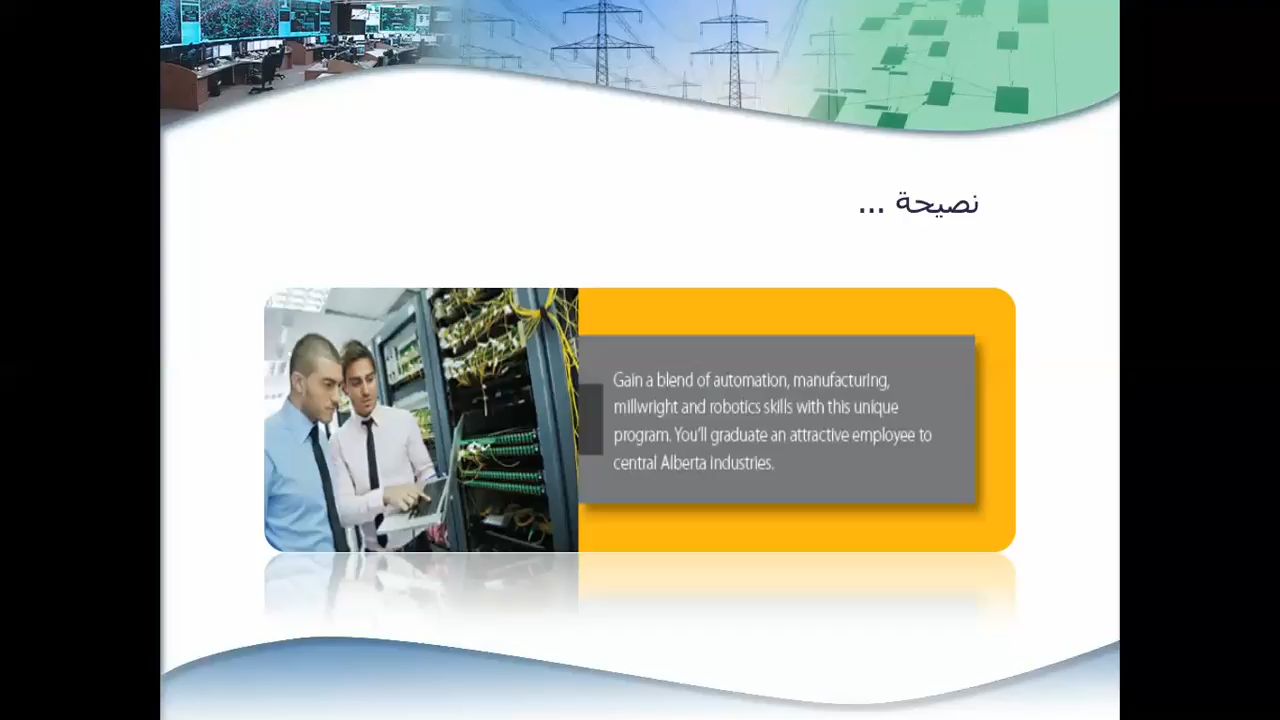 نصيحة ...
Gain a blend of automation, manufacturing,
millwright and robotics skills with this unique
program. You'll graduate an attractive employee to
central Alberta industries.